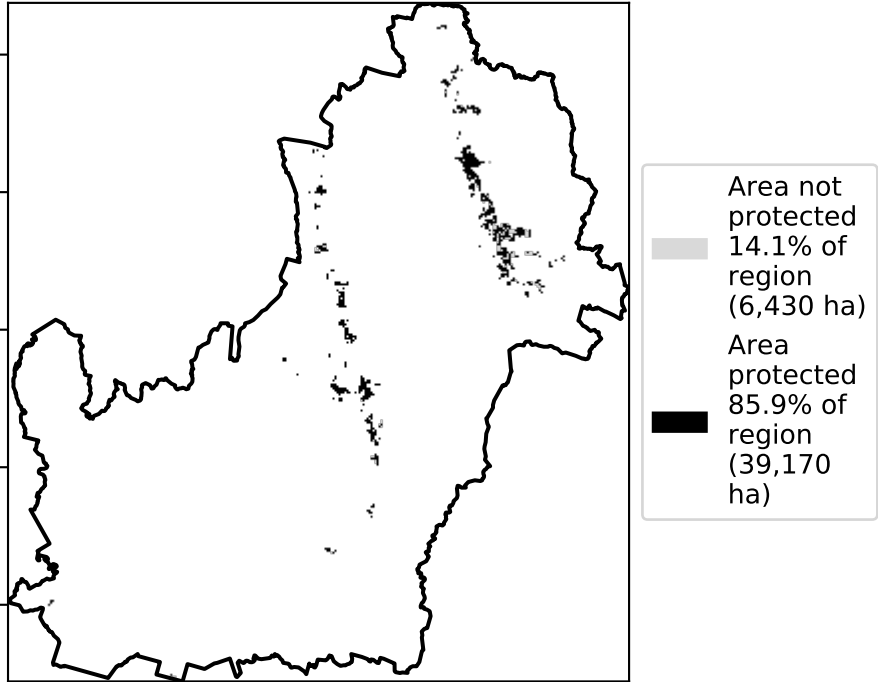 Area not
protected
14.1% of
region
(6,430 ha)
Area
protected
85.9% of
region
(39,170
ha)